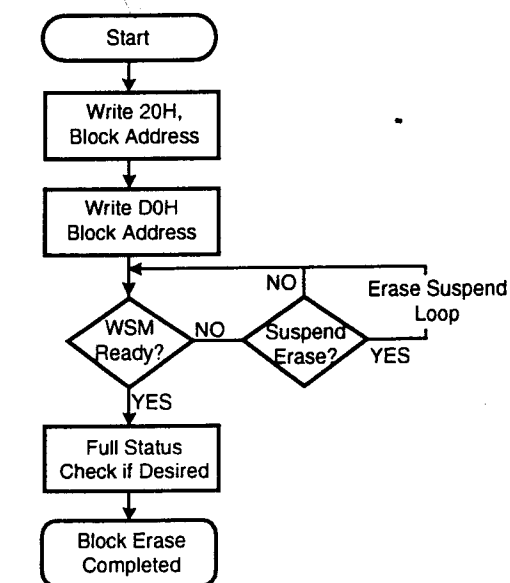 Start
Write 20H,
Block Address
Write D0H
Block Address
NO
Erase Suspend
Loop
WSM
Ready?
NO
Suspend
Erase?
YES
YES
Full Status
Check if Desired
Block Erase
Completed